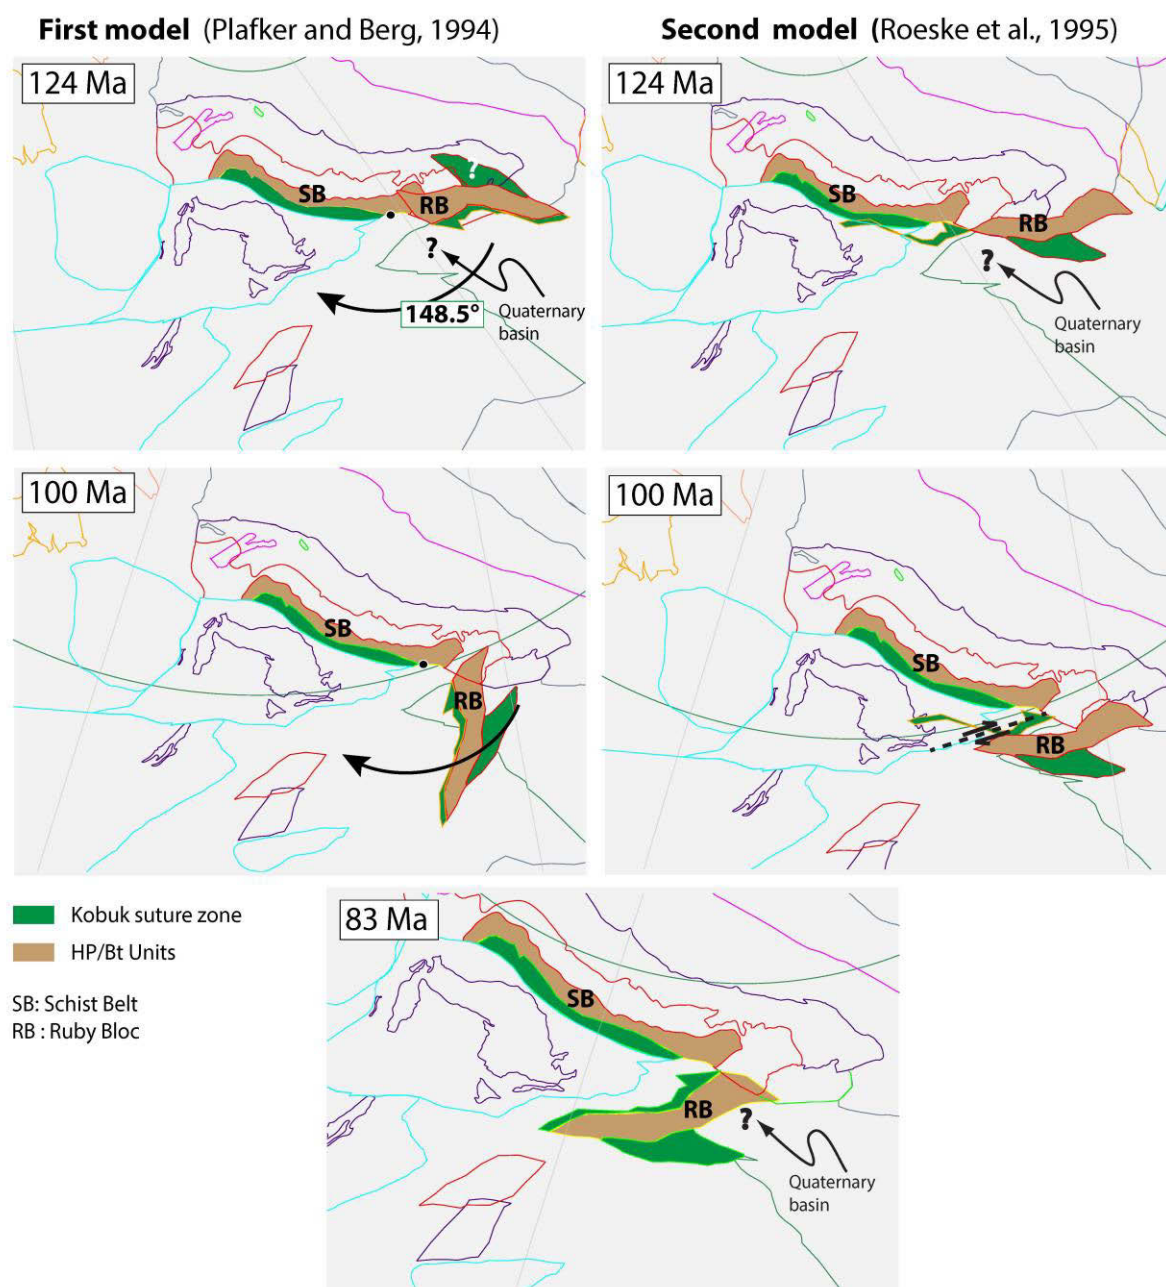 First model (Plafker and Berg, 1994)
Second model (Roeske et al., 1995)
124 Ma
SB
RB
?
?
148.5°
Quaternary
basin
124 Ma
SB
RB
?
Quaternary
basin
100 Ma
SB
RB
100 Ma
SB
RB
Kobuk suture zone
HP/Bt Units
SB: Schist Belt
RB : Ruby Bloc
83 Ma
SB
RB
?
Quaternary
basin